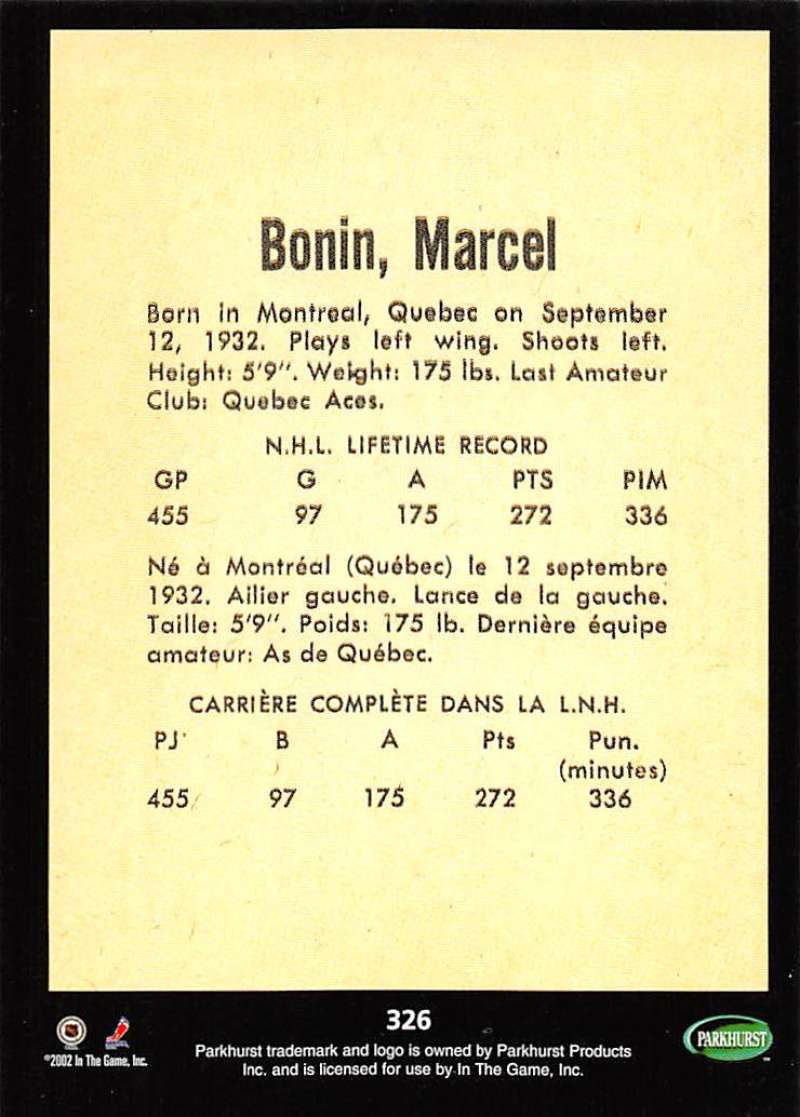 Bonin, Marcel
Born in Montreal, Quebec on September
12, 1932. Plays left wing. Shoots left.
Height: 5'9". Weight: 175 lbs. Last Amateur
Club: Quebec Aces.
N.H.L. LIFETIME RECORD
GP G A PTS PIM
455 97 175 272 336
Né à Montréal (Québec) le 12 septembre
1932. Ailier gauche. Lance de la gauche.
Taille: 5'9". Poids: 175 lb. Dernière équipe
amateur: As de Québec.
CARRIÈRE COMPLÈTE DANS LA L.N.H.
PJ B A Pts Pun.
(minutes)
455 97 175 272 336
326
©2002 In The Game, Inc.
Parkhurst trademark and logo is owned by Parkhurst Products
Inc. and is licensed for use by In The Game, Inc.
PARKHURST